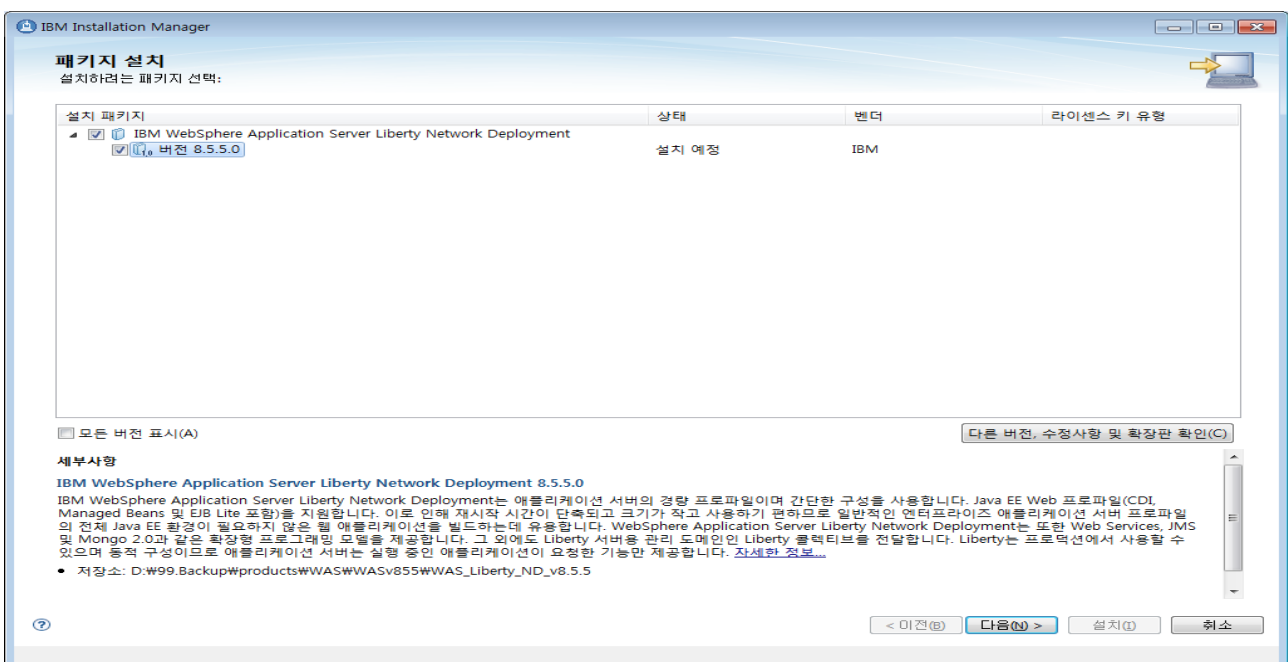 IBM Installation Manager
패키지 설치
설치하려는 패키지 선택:
설치 패키지 상태 벤더 라이센스 키 유형
IBM WebSphere Application Server Liberty Network Deployment
버전 8.5.5.0 설치 예정 IBM
모든 버전 표시(A) 다른 버전, 수정사항 및 확장판 확인(C)
세부사항
IBM WebSphere Application Server Liberty Network Deployment 8.5.5.0
IBM WebSphere Application Server Liberty Network Deployment는 애플리케이션 서버의 경량 프로파일이며 간단한 구성을 사용합니다. Java EE Web 프로파일(CDI,
Managed Beans 및 EJB Lite 포함)을 지원합니다. 이로 인해 재시작 시간이 단축되고 크기가 작고 사용하기 편하므로 일반적인 엔터프라이즈 애플리케이션 서버 프로파일
의 전체 Java EE 환경이 필요하지 않은 웹 애플리케이션을 빌드하는데 유용합니다. WebSphere Application Server Liberty Network Deployment는 또한 Web Services, JMS
및 Mongo 2.0과 같은 확장형 프로그래밍 모델을 제공합니다. 그 외에도 Liberty 서버용 관리 도메인인 Liberty 콜렉티브를 전달합니다. Liberty는 프로덕션에서 사용할 수
있으며 동적 구성이므로 애플리케이션 서버는 실행 중인 애플리케이션이 요청한 기능만 제공합니다. 자세한 정보...
• 저장소: D:₩99.Backup₩products₩WAS₩WASv855₩WAS_Liberty_ND_v8.5.5
< 이전(B) 다음(N) > 설치(I) 취소